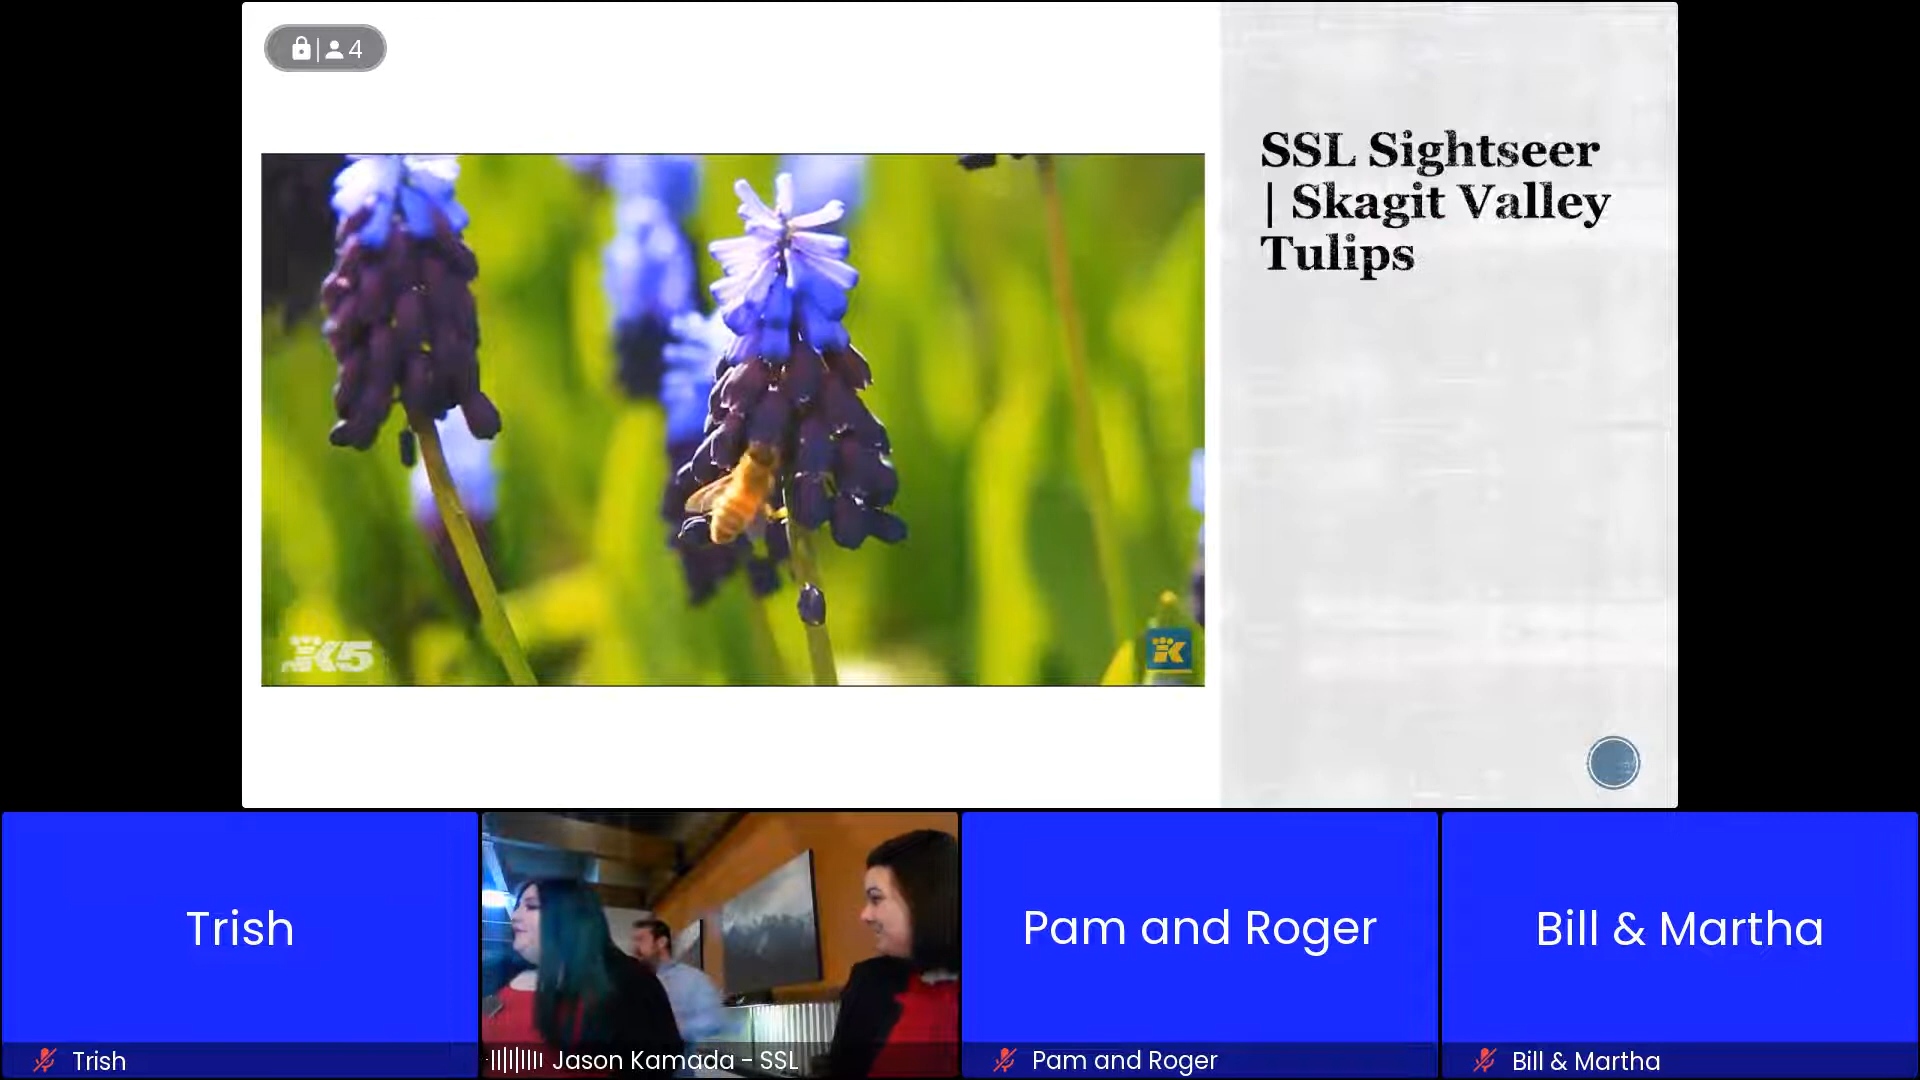 4
SSL Sightseer
| Skagit Valley
Tulips
K5
Trish
Pam and Roger
Bill & Martha
Trish
Jason Kamada - SSL
Pam and Roger
Bill & Martha